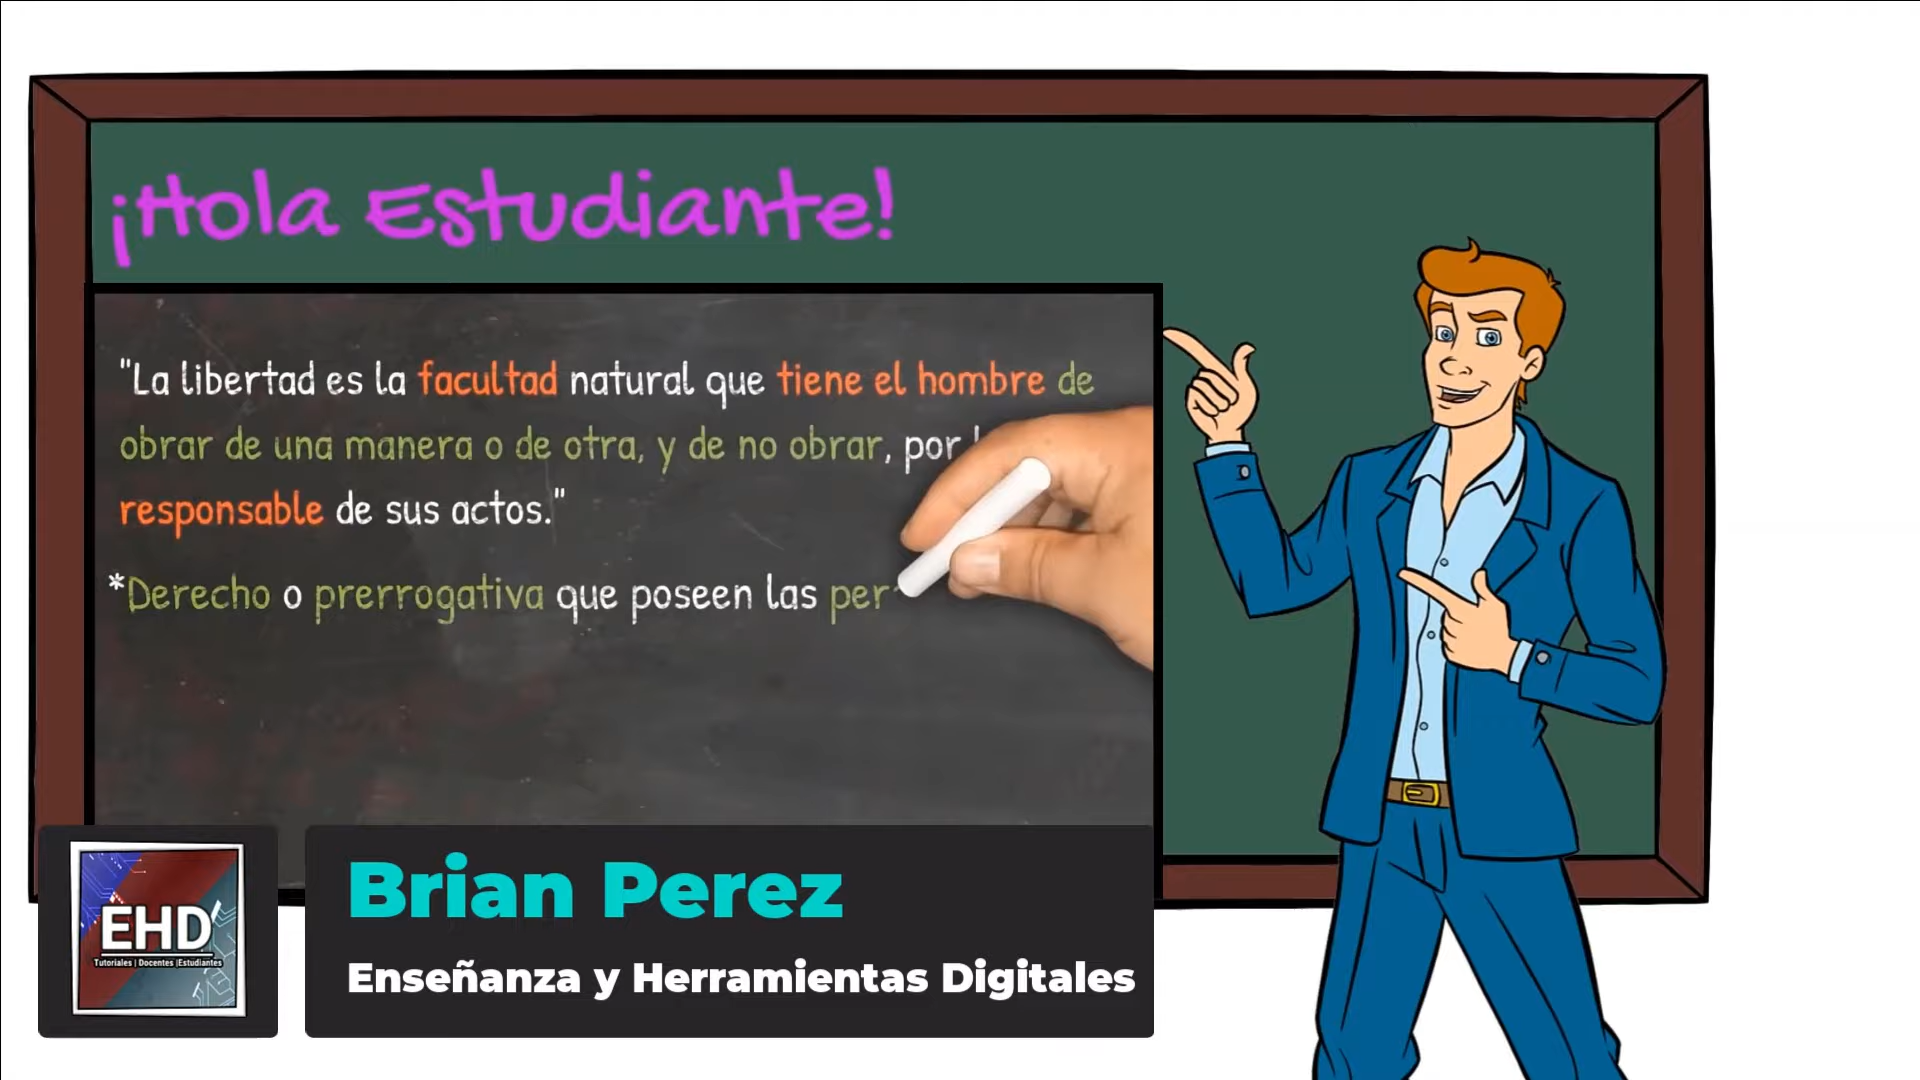 ¡Hola Estudiante!
"La libertad es la facultad natural que tiene el hombre de
obrar de una manera o de otra, y de no obrar, por
responsable de sus actos."
*Derecho o prerrogativa que poseen las per
EHD
Tutoriales | Docentes |Estudiantes
Brian Perez
Enseñanza y Herramientas Digitales